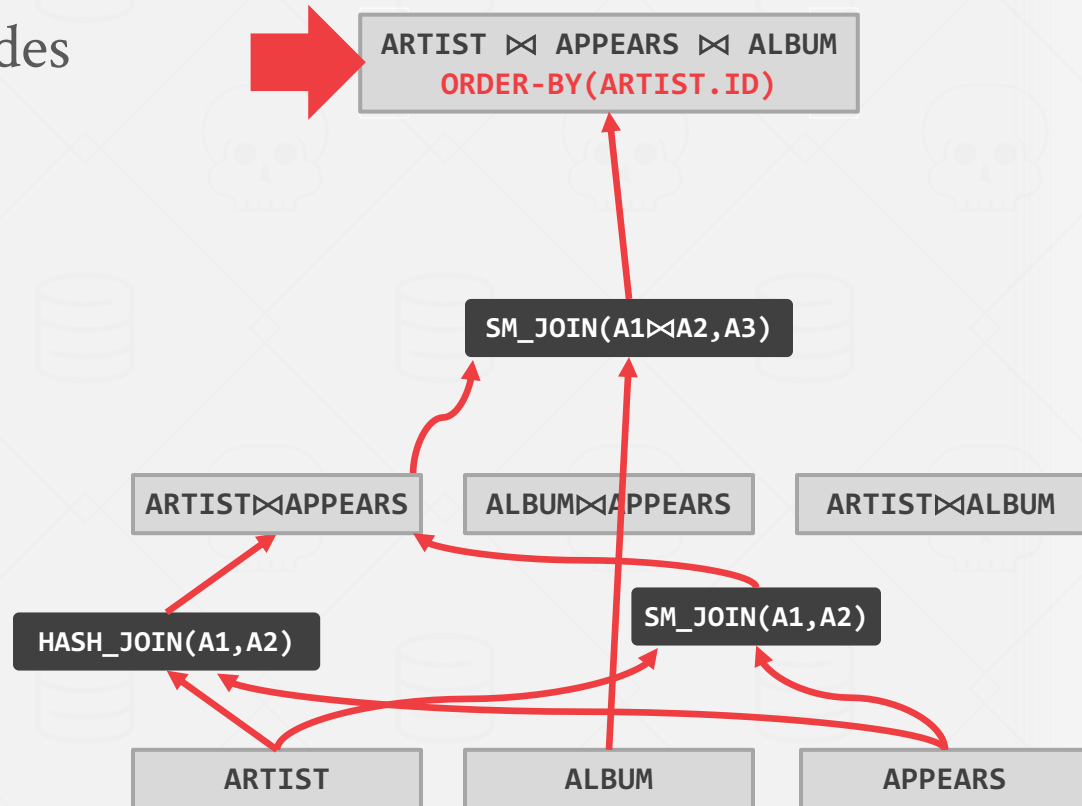 des
ARTIST ⋈ APPEARS ⋈ ALBUM
ORDER-BY(ARTIST.ID)
SM_JOIN(A1⋈A2,A3)
ARTIST⋈APPEARS
ALBUM⋈APPEARS
ARTIST⋈ALBUM
HASH_JOIN(A1,A2)
SM_JOIN(A1,A2)
ARTIST
ALBUM
APPEARS